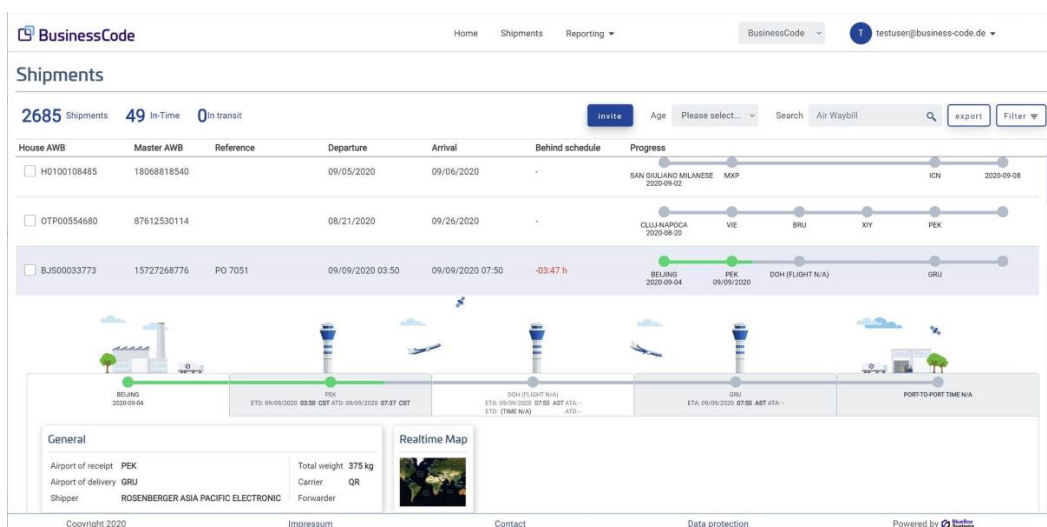 BusinessCode Home Shipments Reporting BusinessCode T testuser@business-code.de
Shipments
2685 Shipments 49 In-Time 0 In transit invite Age Please select... Search Air Waybill export Filter
House AWB Master AWB Reference Departure Arrival Behind schedule Progress
H0100108485 18068818540 09/05/2020 09/06/2020 - SAN GIULIANO MILANESE MXP ICN 2020-09-08
2020-09-02
OTP00554680 87612530114 08/21/2020 09/26/2020 - CLUJ-NAPOCA VIE BRU XIY PEK
2020-08-20
BJS00033773 15727268776 PO 7051 09/09/2020 03:50 09/09/2020 07:50 -03:47 h BEIJING PEK DOH (FLIGHT N/A) GRU
2020-09-04 09/09/2020
BEIJING PEK DOH (FLIGHT N/A) GRU PORT-TO-PORT TIME N/A
2020-09-04 ETD: 09/09/2020 03:50 CST ATD: 09/09/2020 07:37 CST ETA: 09/09/2020 07:50 AST ATA: - ETA: 09/09/2020 07:50 AST ATA: -
ETD: (TIME N/A) ATD: -
General Realtime Map
Airport of receipt PEK Total weight 375 kg
Airport of delivery GRU Carrier QR
Shipper ROSENBERGER ASIA PACIFIC ELECTRONIC Forwarder
Copyright 2020 Impressum Contact Data protection Powered by BlueBox Systems